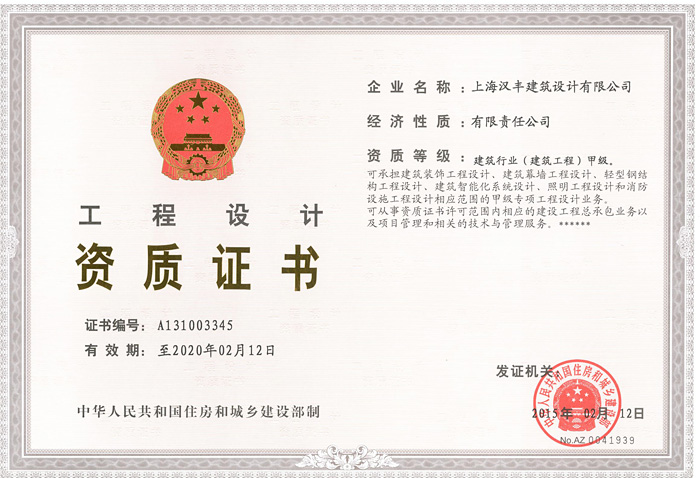 工程设计
资质证书
证书编号： A131003345
有 效 期： 至2020年02月12日
中华人民共和国住房和城乡建设部制
企业名称：上海汉丰建筑设计有限公司
经济性质：有限责任公司
资质等级：建筑行业（建筑工程）甲级.
可承担建筑装饰工程设计、建筑幕墙工程设计、轻型钢结
构工程设计、建筑智能化系统设计、照明工程设计和消防
设施工程设计相应范围的甲级专项工程设计业务。
可从事资质证书许可范围内相应的建设工程总承包业务以
及项目管理和相关的技术与管理服务。******
发证机关：
中华人民共和国住房和城乡建设部
2015年 02月 12日
No.AZ 0041939